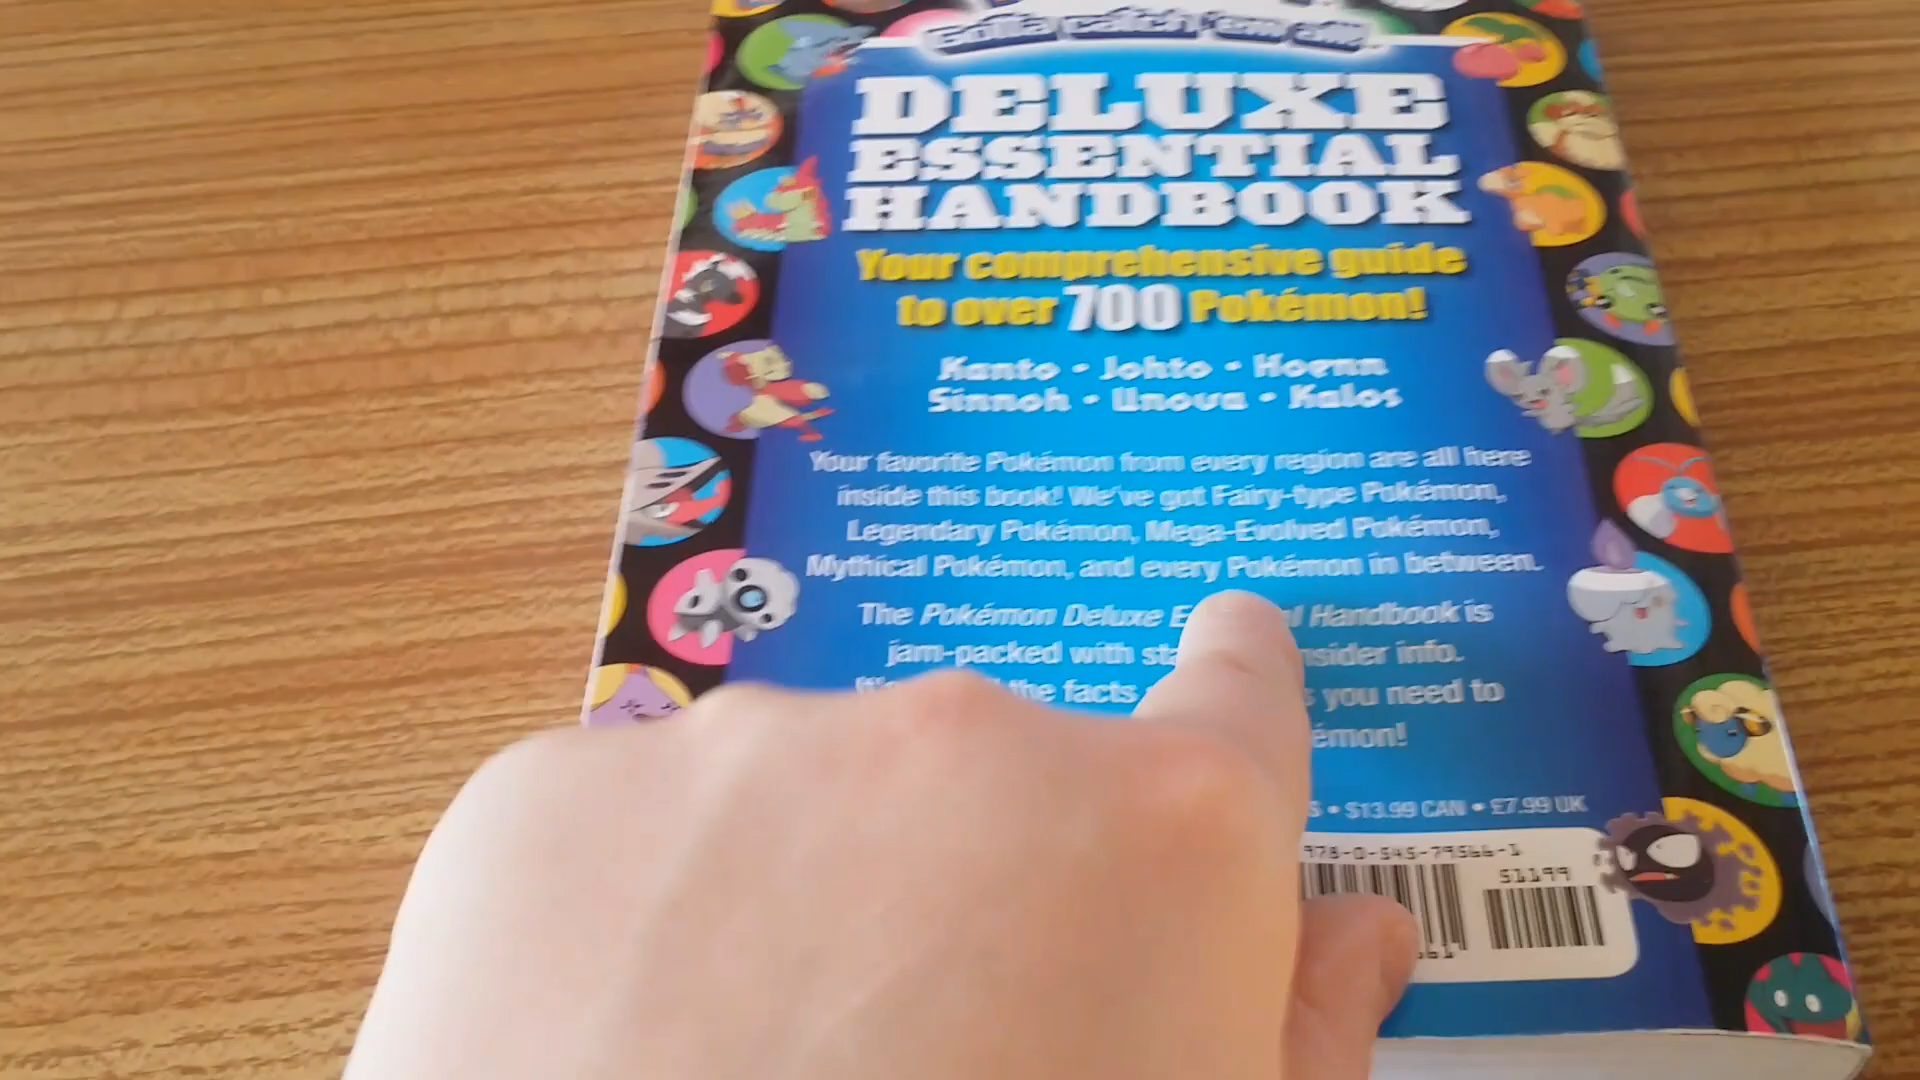 Gotta catch 'em all!
DELUXE
ESSENTIAL
HANDBOOK
Your comprehensive guide
to over 700 Pokémon!
Kanto • Johto • Hoenn
Sinnoh • Unova • Kalos
Your favorite Pokémon from every region are all here
inside this book! We've got Fairy-type Pokémon,
Legendary Pokémon, Mega-Evolved Pokémon,
Mythical Pokémon, and every Pokémon in between.
The Pokémon Deluxe Handbook is
jam-packed with insider info.
the facts you need to
• $13.99 CAN • £7.99 UK
978-0-545-79566-1
51199